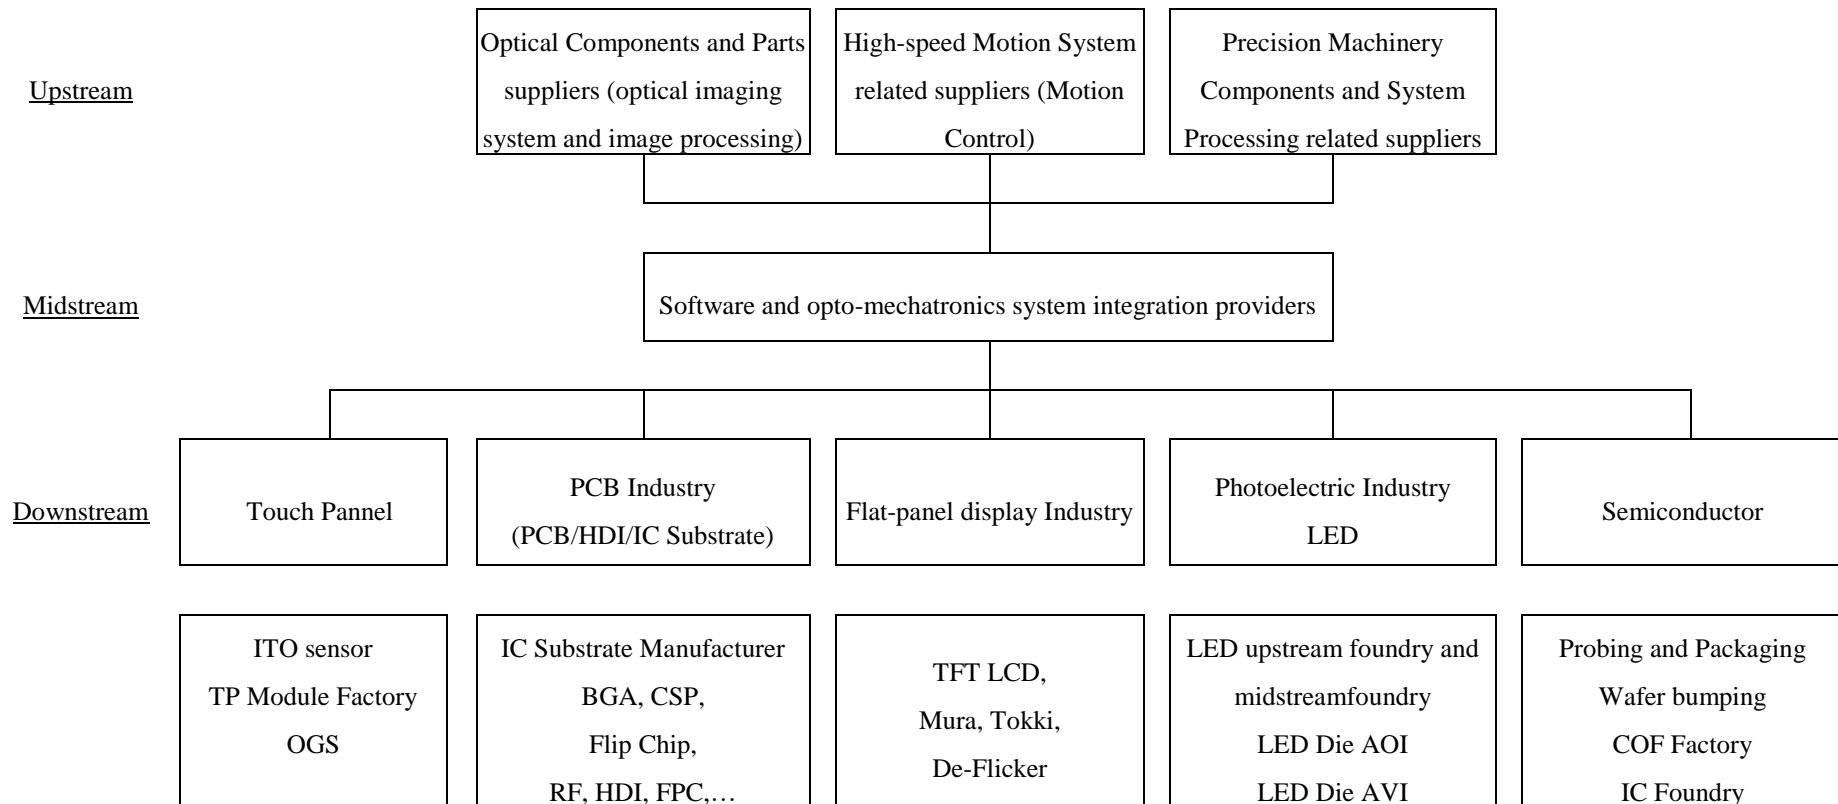 Upstream
Optical Components and Parts
suppliers (optical imaging
system and image processing)
High-speed Motion System
related suppliers (Motion
Control)
Precision Machinery
Components and System
Processing related suppliers
Midstream
Software and opto-mechatronics system integration providers
Downstream
Touch Pannel
PCB Industry
(PCB/HDI/IC Substrate)
Flat-panel display Industry
Photoelectric Industry
LED
Semiconductor
ITO sensor
TP Module Factory
OGS
IC Substrate Manufacturer
BGA, CSP,
Flip Chip,
RF, HDI, FPC,…
TFT LCD,
Mura, Tokki,
De-Flicker
LED upstream foundry and
midstreamfoundry
LED Die AOI
LED Die AVI
Probing and Packaging
Wafer bumping
COF Factory
IC Foundry